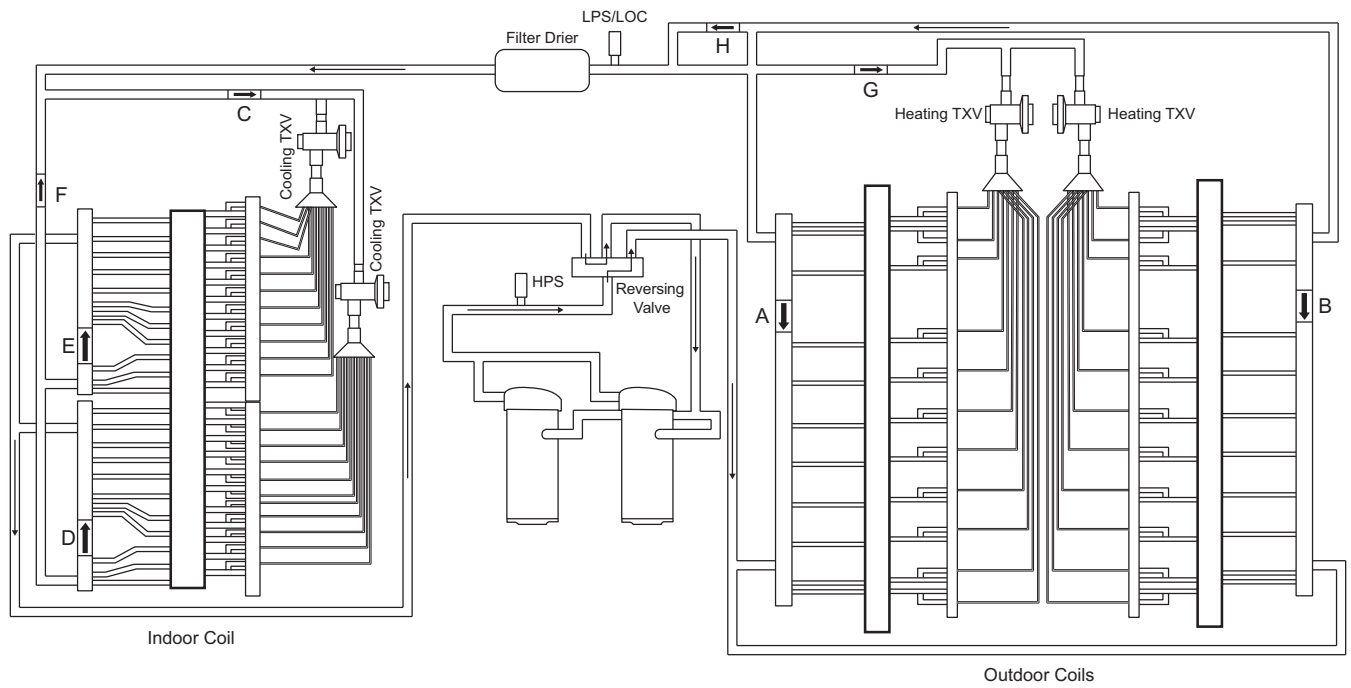 LPS/LOC
Filter Drier
H
G
C
Heating TXV
Heating TXV
Cooling TXV
Cooling TXV
F
HPS
Reversing
Valve
A
B
E
D
Indoor Coil
Outdoor Coils